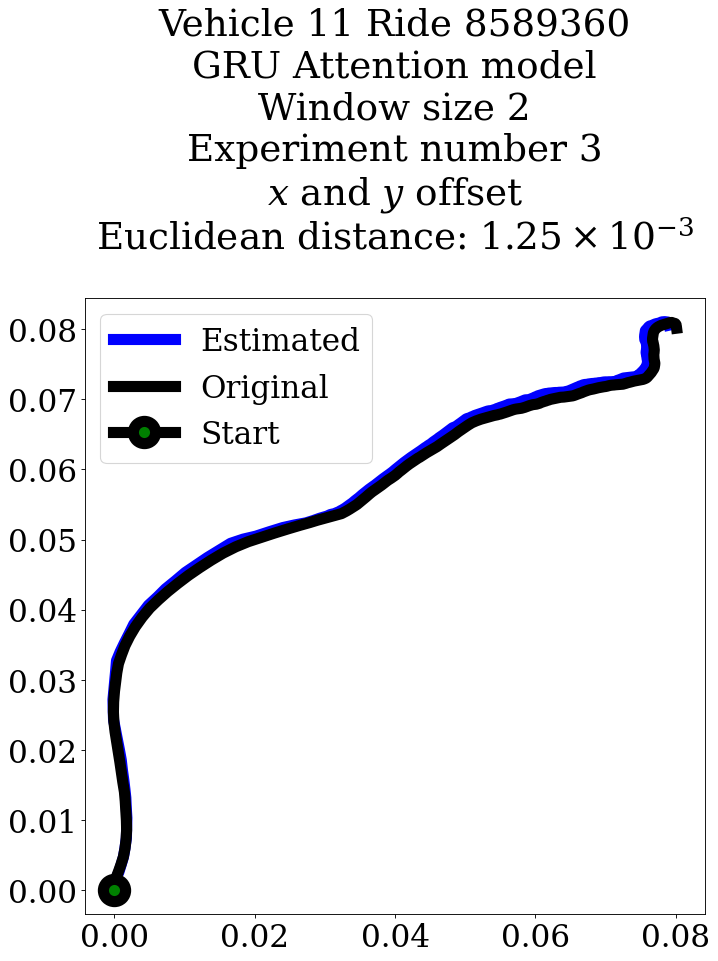 Vehicle 11 Ride 8589360
GRU Attention model
Window size 2
Experiment number 3
x and y offset
Euclidean distance: 1.25 × 10⁻³
Estimated
Original
Start
0.08
0.07
0.06
0.05
0.04
0.03
0.02
0.01
0.00
0.00 0.02 0.04 0.06 0.08